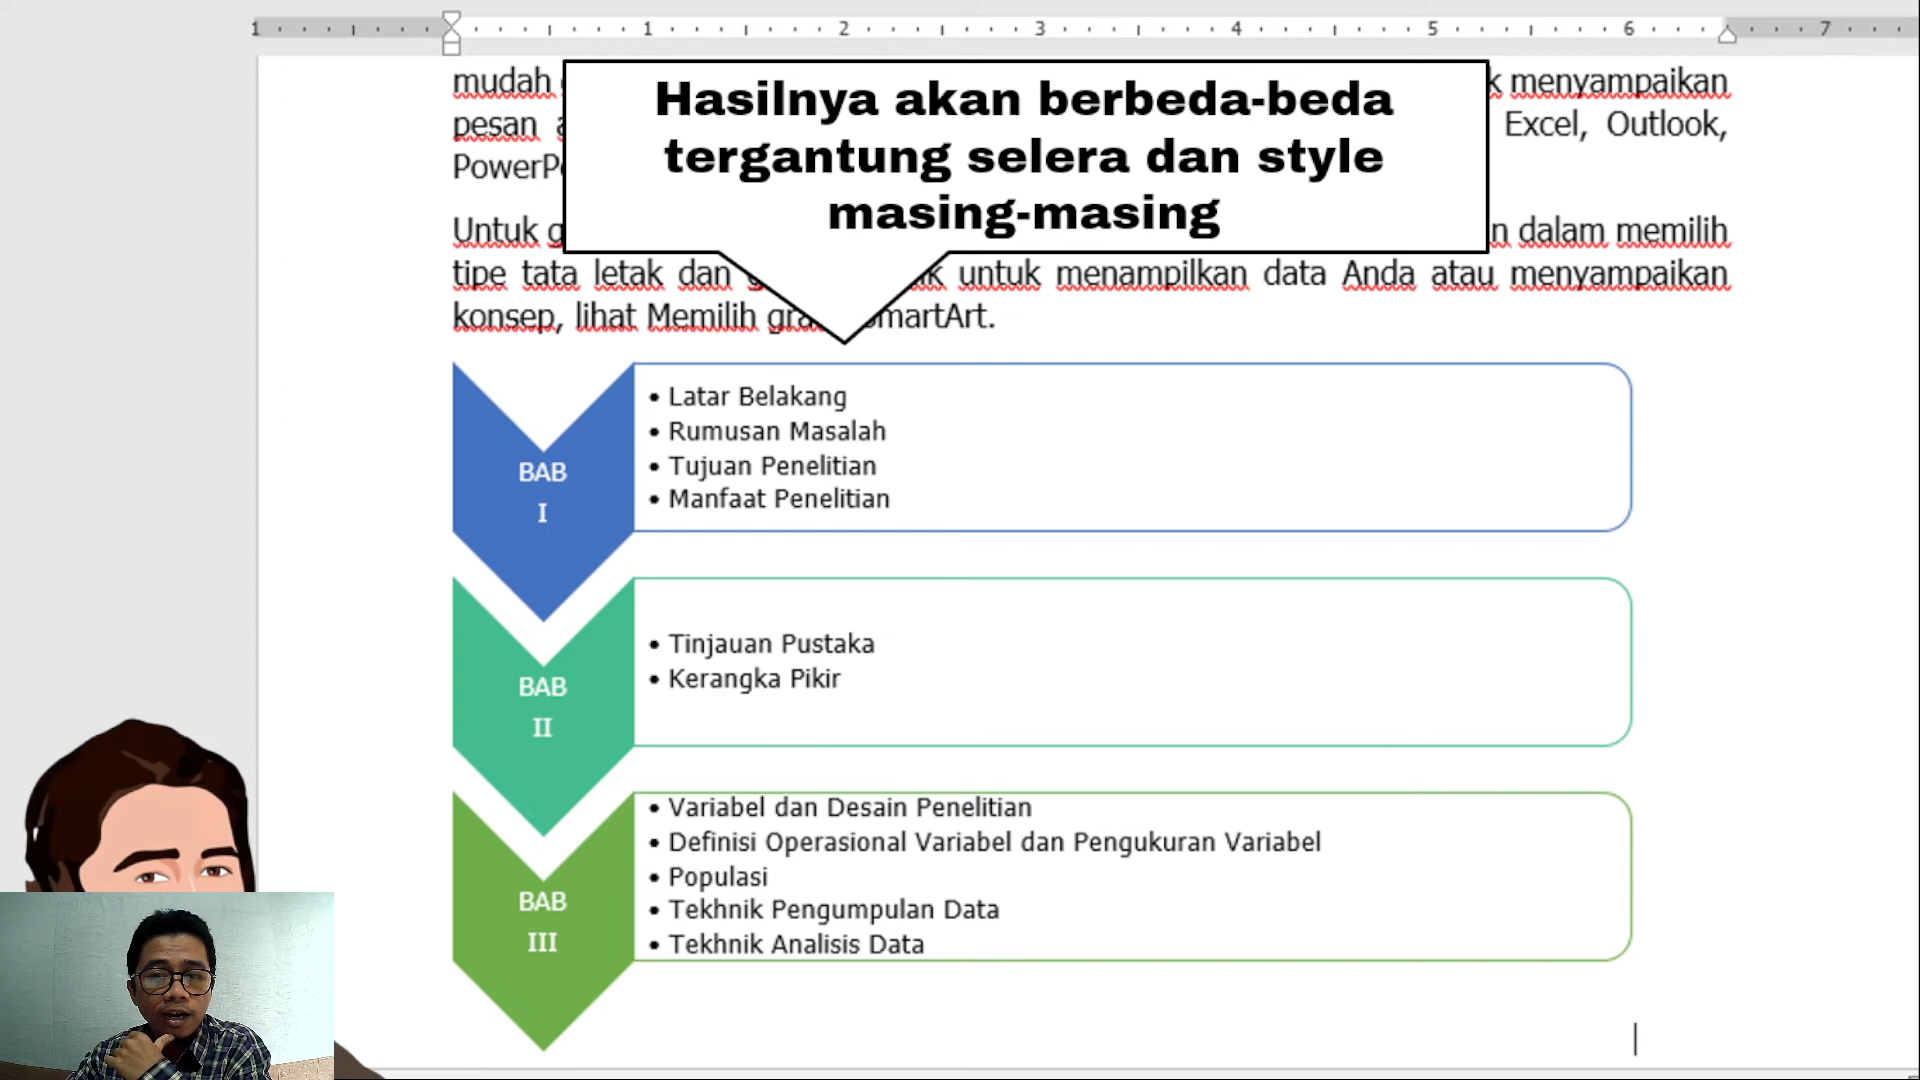 1 1 2 3 4 5 6 7
mudah menyampaikan
pesan Excel, Outlook,
Hasilnya akan berbeda-beda
tergantung selera dan style
masing-masing
Untuk dalam memilih
tipe tata letak dan untuk menampilkan data Anda atau menyampaikan
konsep, lihat Memilih SmartArt.
BAB
I
• Latar Belakang
• Rumusan Masalah
• Tujuan Penelitian
• Manfaat Penelitian
BAB
II
• Tinjauan Pustaka
• Kerangka Pikir
BAB
III
• Variabel dan Desain Penelitian
• Definisi Operasional Variabel dan Pengukuran Variabel
• Populasi
• Tekhnik Pengumpulan Data
• Tekhnik Analisis Data